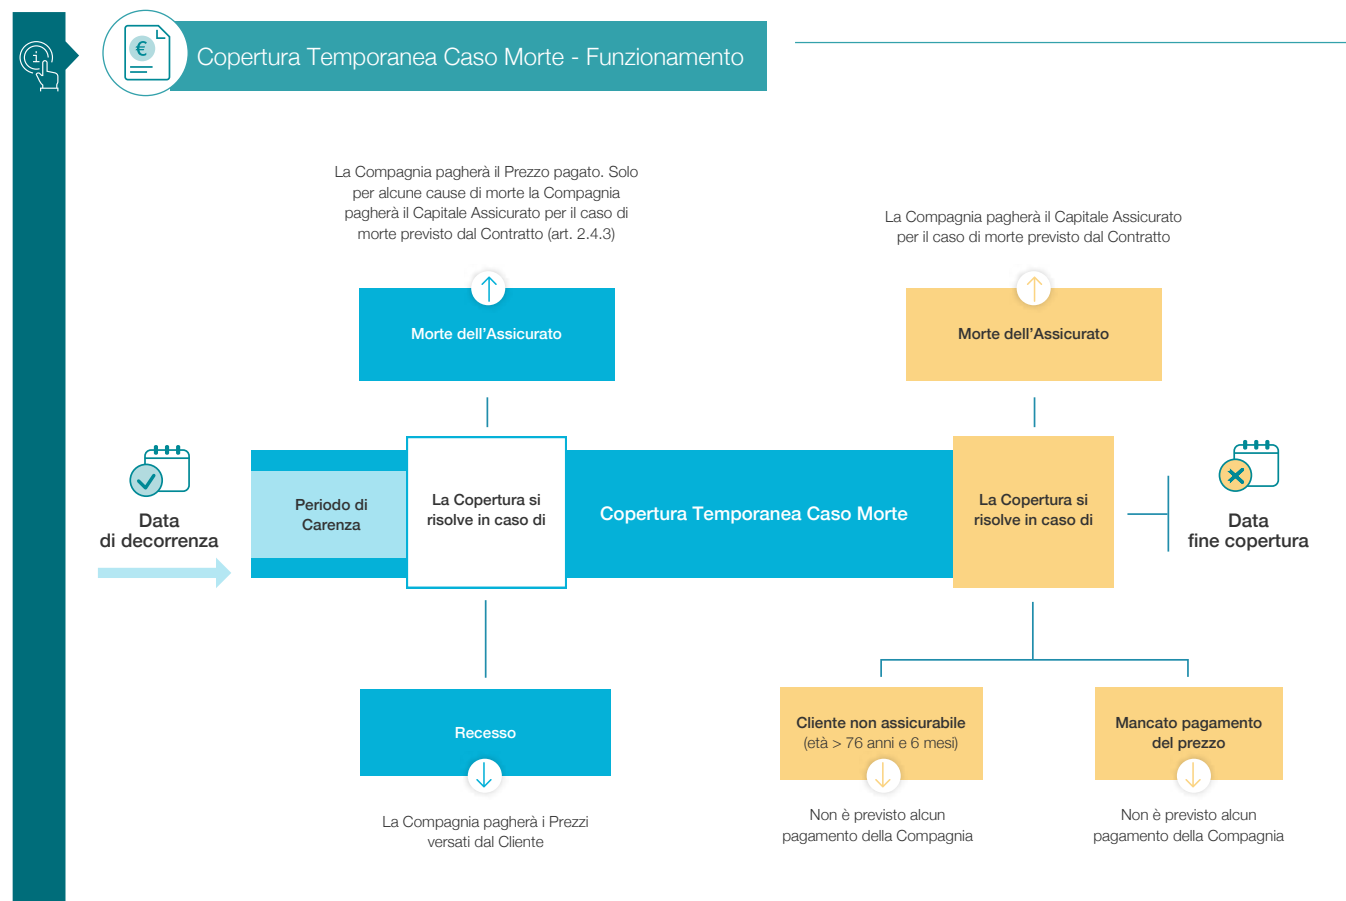 Copertura Temporanea Caso Morte - Funzionamento
La Compagnia pagherà il Prezzo pagato. Solo
per alcune cause di morte la Compagnia
pagherà il Capitale Assicurato per il caso di
morte previsto dal Contratto (art. 2.4.3)
La Compagnia pagherà il Capitale Assicurato
per il caso di morte previsto dal Contratto
Morte dell'Assicurato
Morte dell'Assicurato
Data
di decorrenza
Periodo di
Carenza
La Copertura si
risolve in caso di
Copertura Temporanea Caso Morte
La Copertura si
risolve in caso di
Data
fine copertura
Recesso
La Compagnia pagherà i Prezzi
versati dal Cliente
Cliente non assicurabile
(età > 76 anni e 6 mesi)
Non è previsto alcun
pagamento della Compagnia
Mancato pagamento
del prezzo
Non è previsto alcun
pagamento della Compagnia